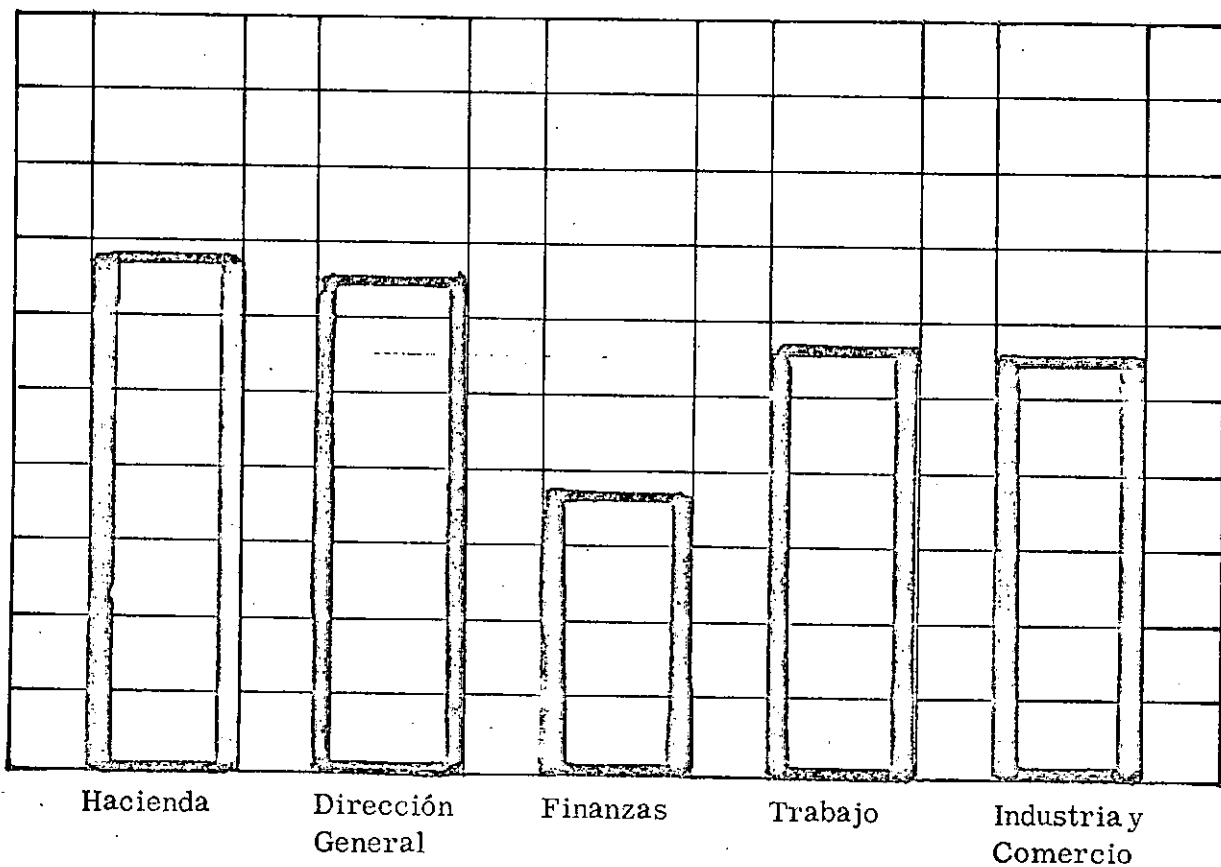 Hacienda
Dirección
General
Finanzas
Trabajo
Industria y
Comercio